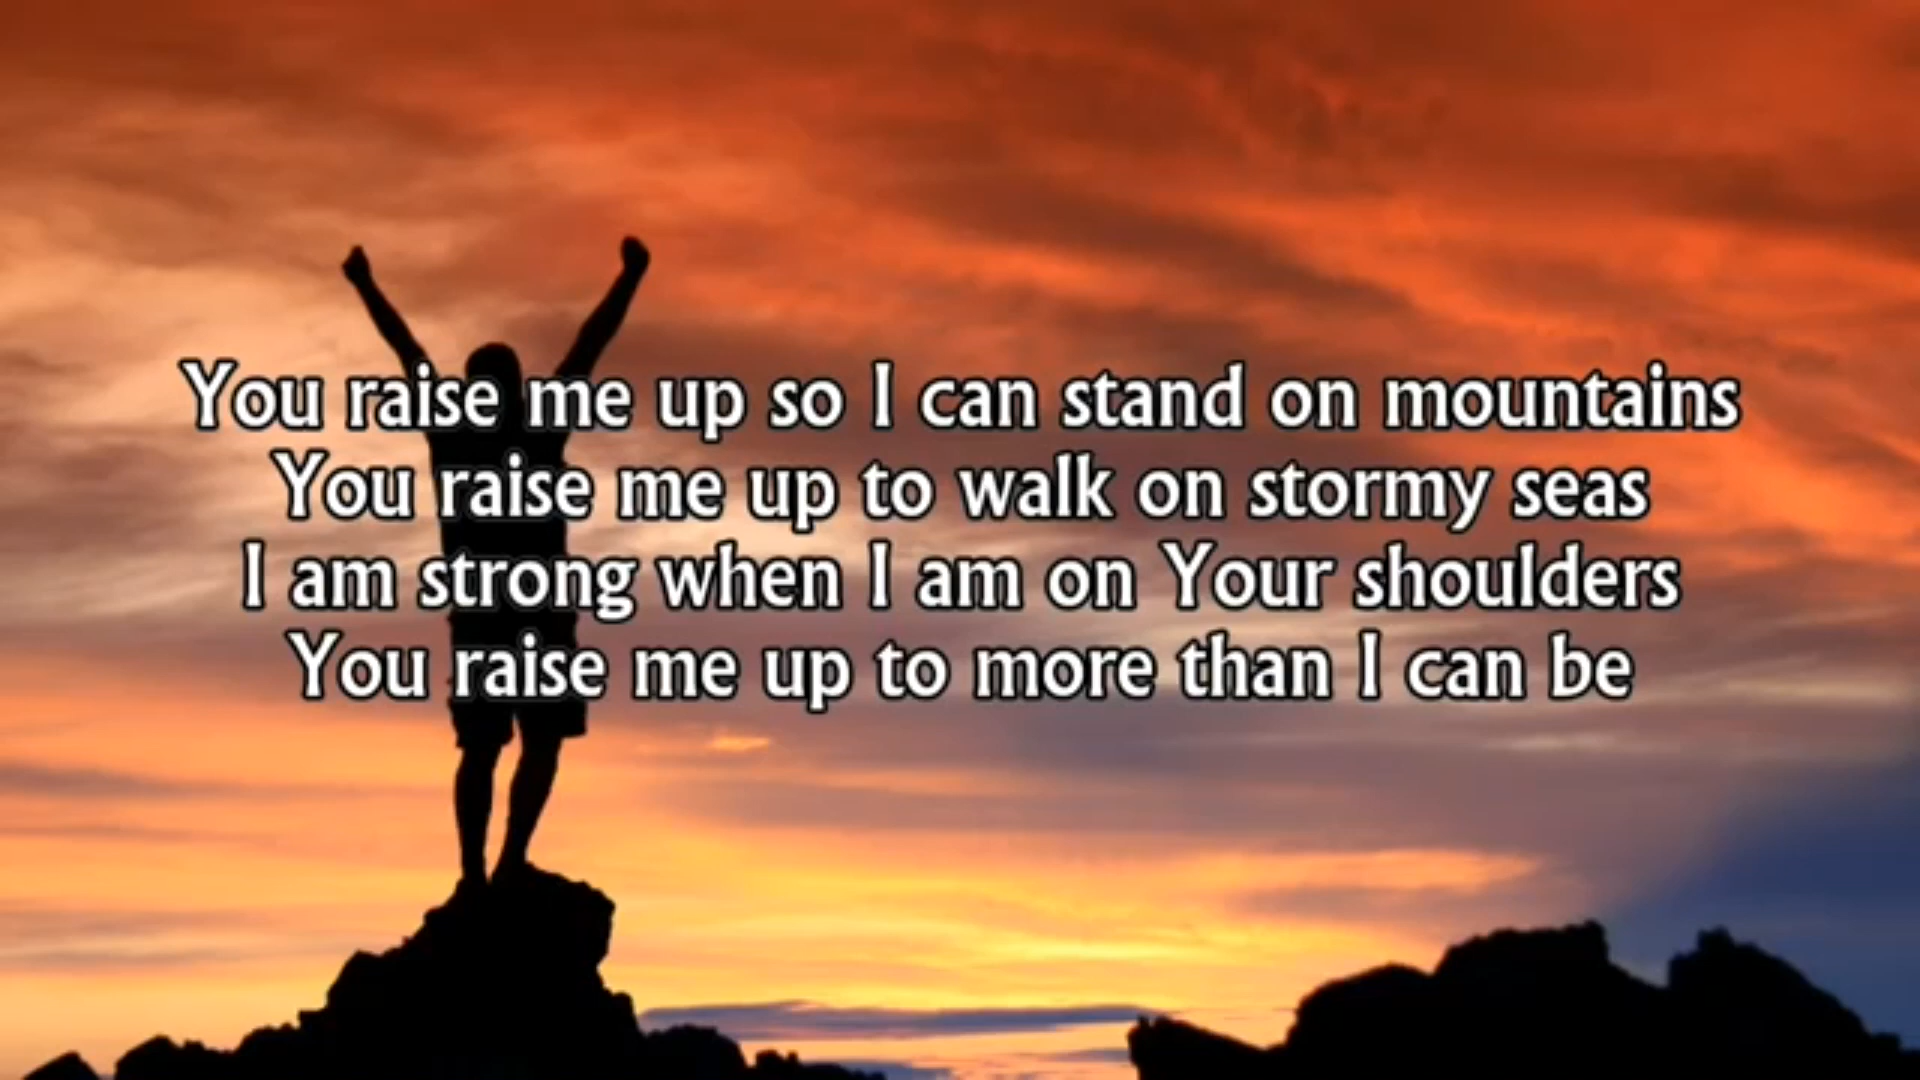 You raise me up so I can stand on mountains
You raise me up to walk on stormy seas
I am strong when I am on Your shoulders
You raise me up to more than I can be